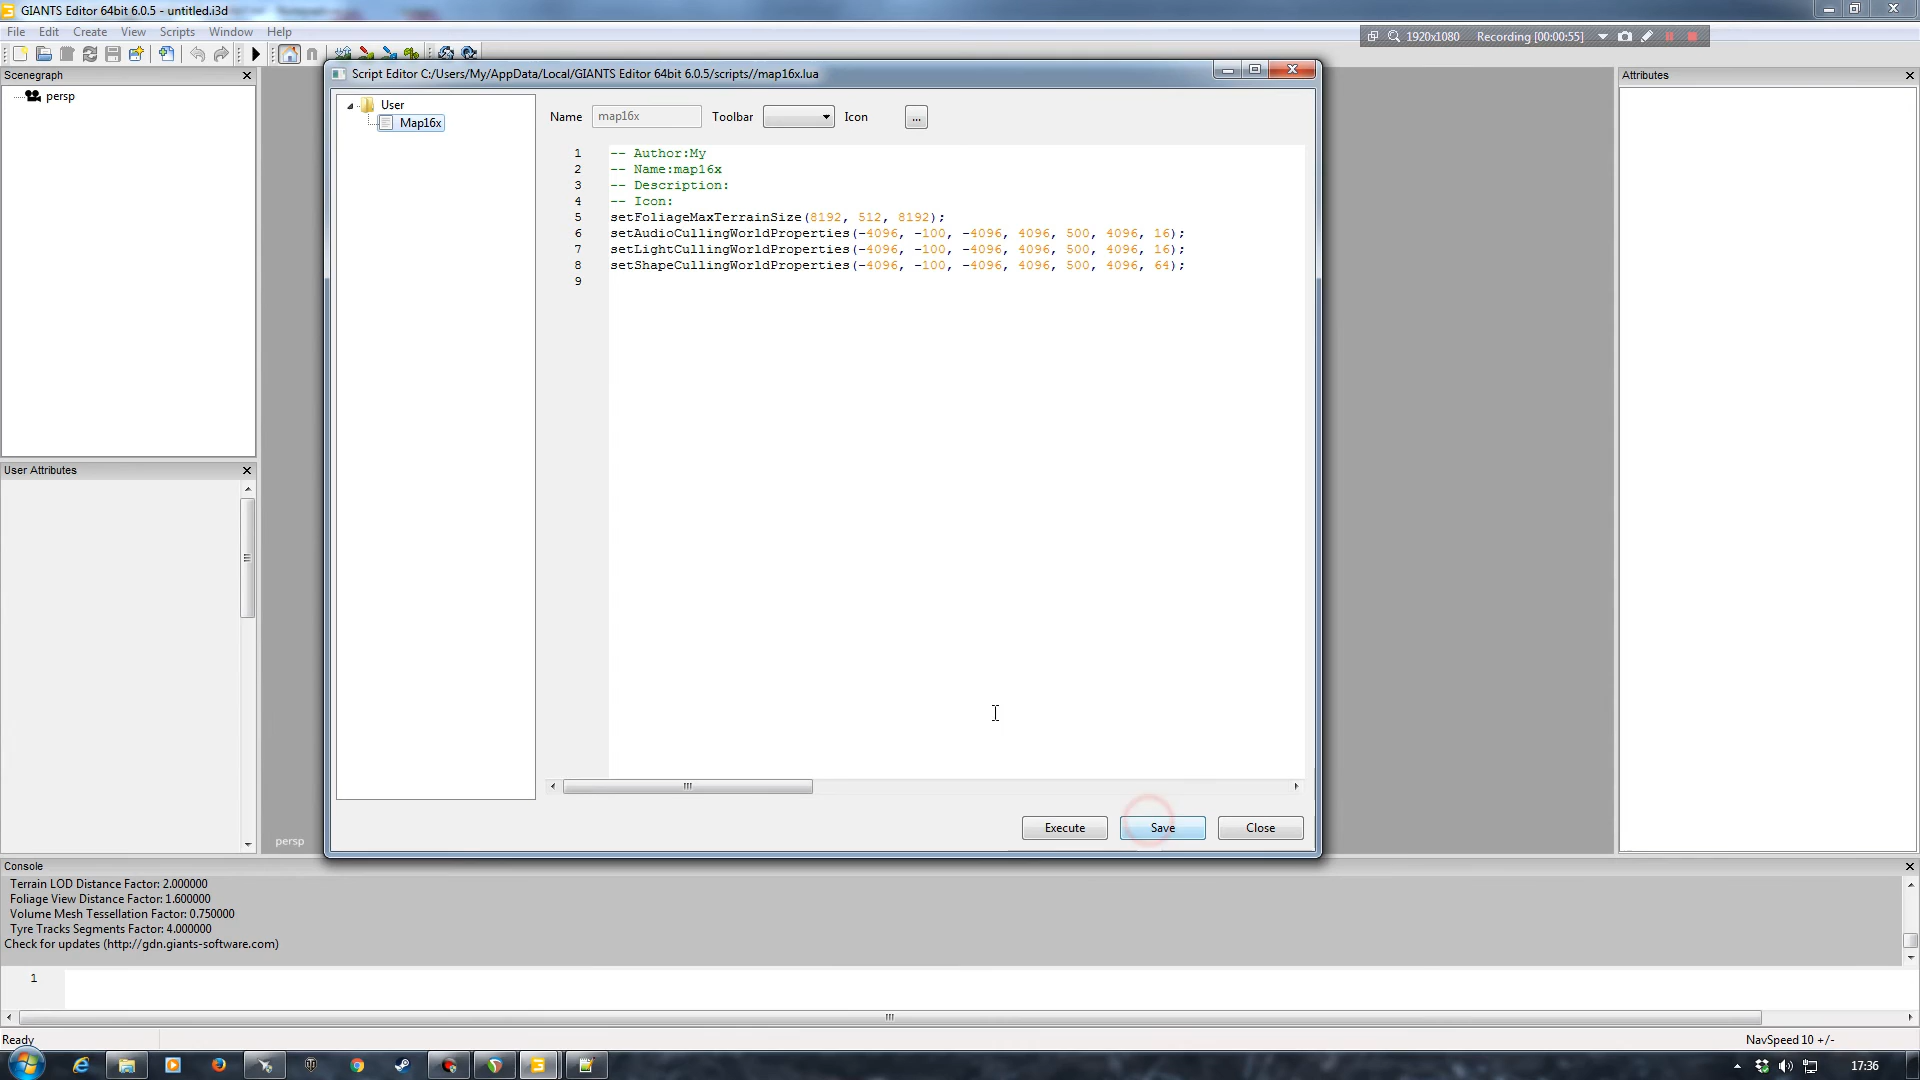 GIANTS Editor 64bit 6.0.5 - untitled.i3d
File Edit Create View Scripts Window Help
1920x1080 Recording [00:00:55]
Scenegraph
persp
Script Editor C:/Users/My/AppData/Local/GIANTS Editor 64bit 6.0.5/scripts//map16x.lua
Attributes
User
Map16x
Name map16x Toolbar Icon ...
1 -- Author:My
2 -- Name:map16x
3 -- Description:
4 -- Icon:
5 setFoliageMaxTerrainSize(8192, 512, 8192);
6 setAudioCullingWorldProperties(-4096, -100, -4096, 4096, 500, 4096, 16);
7 setLightCullingWorldProperties(-4096, -100, -4096, 4096, 500, 4096, 16);
8 setShapeCullingWorldProperties(-4096, -100, -4096, 4096, 500, 4096, 64);
9
User Attributes
persp
Execute Save Close
Console
Terrain LOD Distance Factor: 2.000000
Foliage View Distance Factor: 1.600000
Volume Mesh Tessellation Factor: 0.750000
Tyre Tracks Segments Factor: 4.000000
Check for updates (http://gdn.giants-software.com)
1
Ready
NavSpeed 10 +/-
17:36